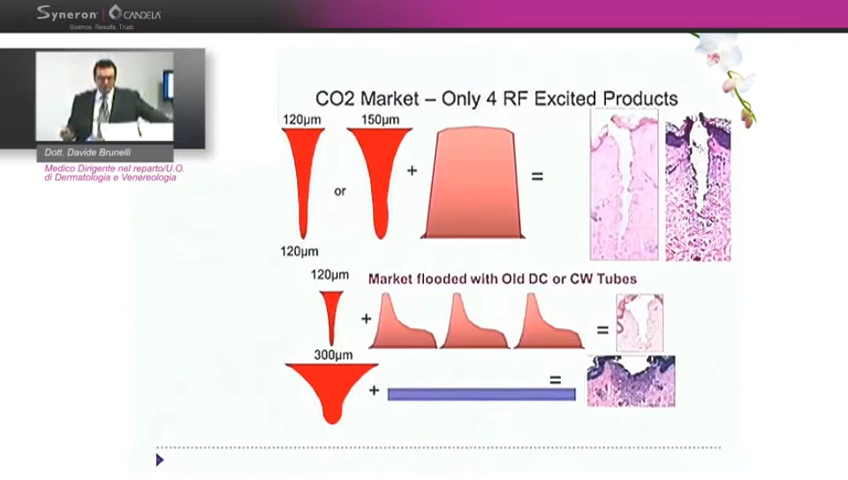 Syneron | CANDELA
Science. Results. Trust.
Dott. Davide Brunelli
Medico Dirigente nel reparto/U.O.
di Dermatologia e Venereologia
CO2 Market – Only 4 RF Excited Products
120µm
150µm
+
=
or
120µm
120µm
Market flooded with Old DC or CW Tubes
+
=
300µm
+
=